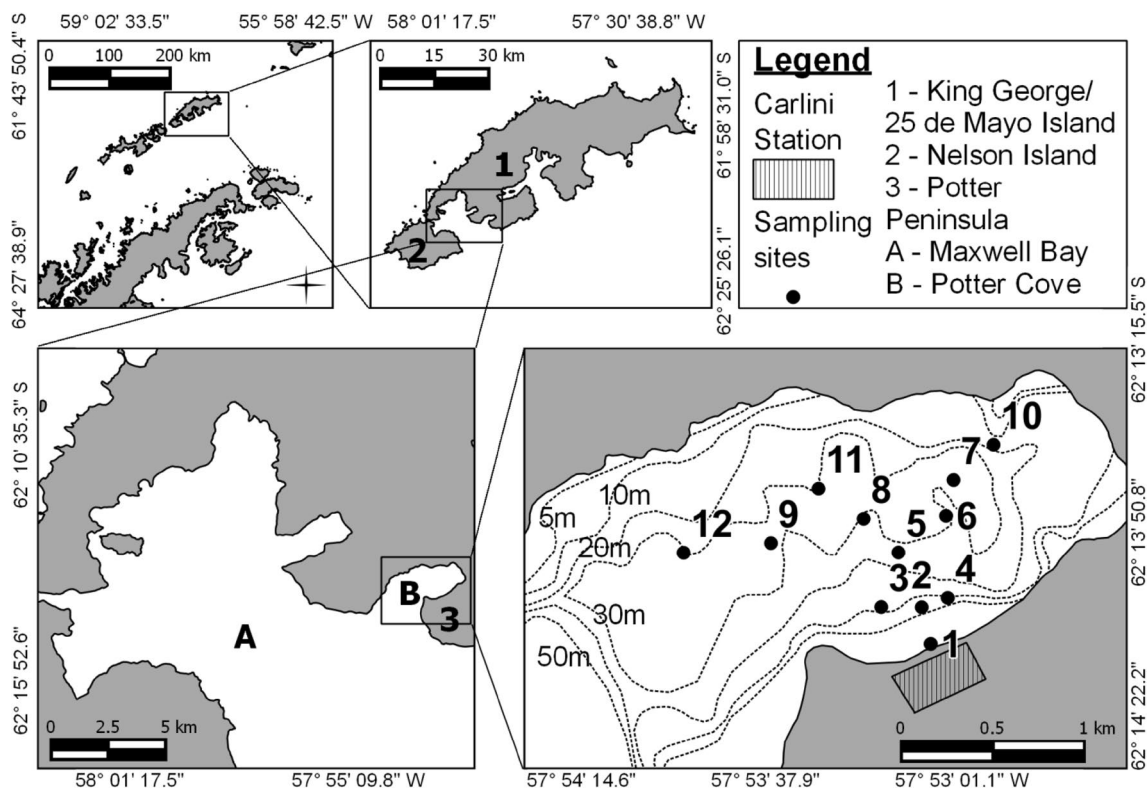 59° 02' 33.5"
55° 58' 42.5" W
0 100 200 km
61° 43' 50.4" S
64° 27' 38.9"
58° 01' 17.5"
57° 30' 38.8"
0 15 30 km
1
2
61° 58' 31.0" S
62° 25' 26.1"
Legend
Carlini
Station
Sampling
sites
1 - King George/
25 de Mayo Island
2 - Nelson Island
3 - Potter
Peninsula
A - Maxwell Bay
B - Potter Cove
62° 10' 35.3" S
62° 15' 52.6"
A
B
3
0 2.5 5 km
58° 01' 17.5"
57° 55' 09.8" W
62° 13' 15.5" S
62° 13' 50.8"
62° 14' 22.2"
10
7
11
8
6
5
9
12
4
2
3
1
5m
10m
20m
30m
50m
0 0.5 1 km
57° 54' 14.6"
57° 53' 37.9"
57° 53' 01.1" W